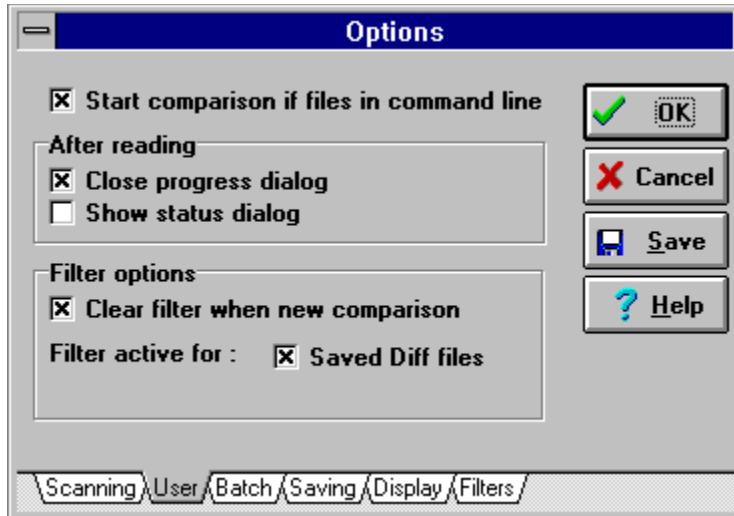 Options
Start comparison if files in command line
After reading
Close progress dialog
Show status dialog
Filter options
Clear filter when new comparison
Filter active for : Saved Diff files
OK
Cancel
Save
Help
Scanning User Batch Saving Display Filters